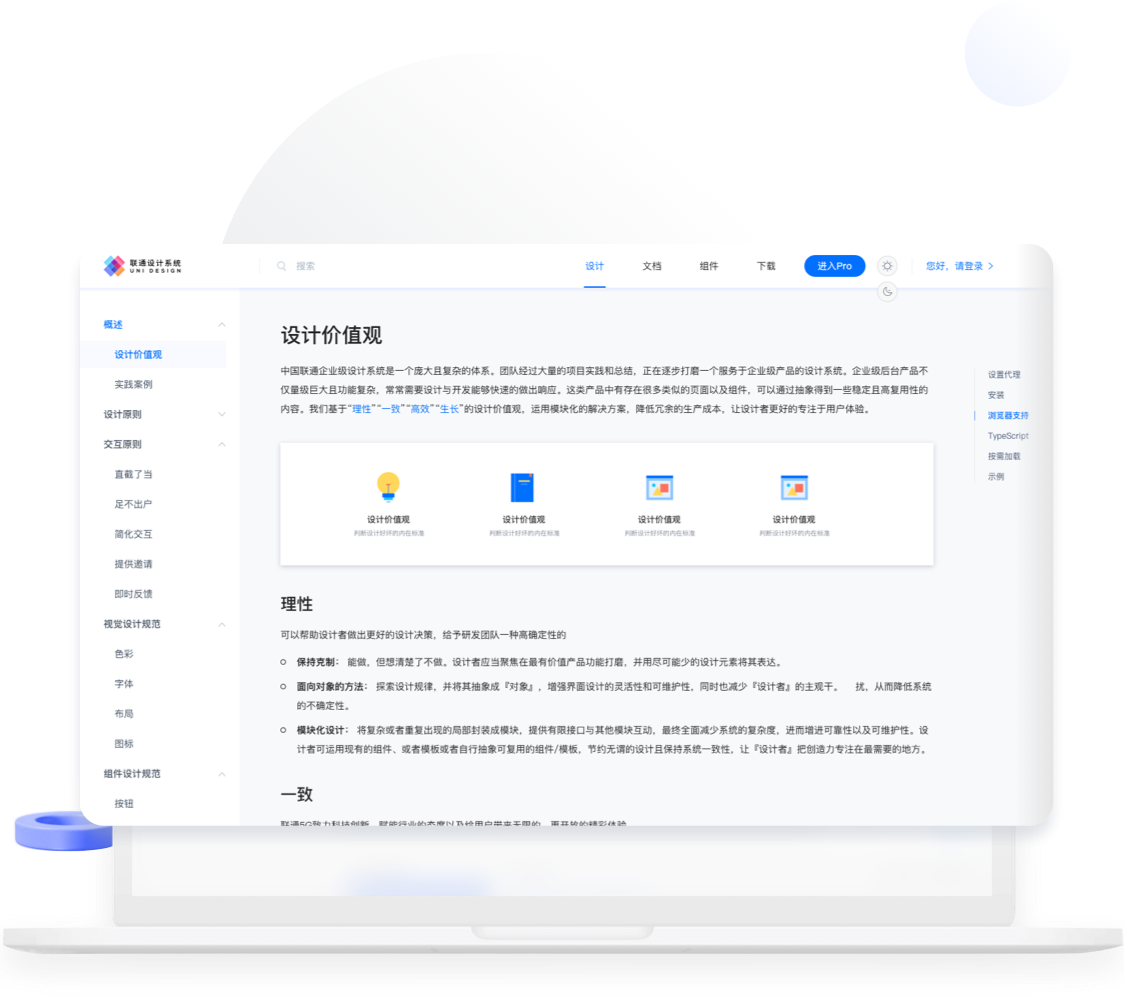 联通设计系统
UNI DESIGN
搜索
设计
文档
组件
下载
进入Pro
您好，请登录
概述
设计价值观
实践案例
设计原则
交互原则
直截了当
足不出户
简化交互
提供邀请
即时反馈
视觉设计规范
色彩
字体
布局
图标
组件设计规范
按钮
设计价值观
中国联通企业级设计系统是一个庞大且复杂的体系。团队经过大量的项目实践和总结，正在逐步打磨一个服务于企业级产品的设计系统。企业级后台产品不
仅量级巨大且功能复杂，常常需要设计与开发能够快速的做出响应。这类产品中有存在很多类似的页面以及组件，可以通过抽象得到一些稳定且高复用性的
内容。我们基于“理性”“一致”“高效”“生长”的设计价值观，运用模块化的解决方案，降低冗余的生产成本，让设计者更好的专注于用户体验。
设计价值观
判断设计好坏的内在标准
设计价值观
判断设计好坏的内在标准
设计价值观
判断设计好坏的内在标准
设计价值观
判断设计好坏的内在标准
理性
可以帮助设计者做出更好的设计决策，给予研发团队一种高确定性的
保持克制： 能做，但想清楚了不做。设计者应当聚焦在最有价值产品功能打磨，并用尽可能少的设计元素将其表达。
面向对象的方法： 探索设计规律，并将其抽象成『对象』，增强界面设计的灵活性和可维护性，同时也减少『设计者』的主观干。 扰，从而降低系统
的不确定性。
模块化设计： 将复杂或者重复出现的局部封装成模块，提供有限接口与其他模块互动，最终全面减少系统的复杂度，进而增进可靠性以及可维护性。设
计者可运用现有的组件、或者模板或者自行抽象可复用的组件/模板，节约无谓的设计且保持系统一致性，让『设计者』把创造力专注在最需要的地方。
一致
联通5G致力科技创新，赋能行业的态度以及给用户带来无限的、更开放的精彩体验
设置代理
安装
浏览器支持
TypeScript
按需加载
示例